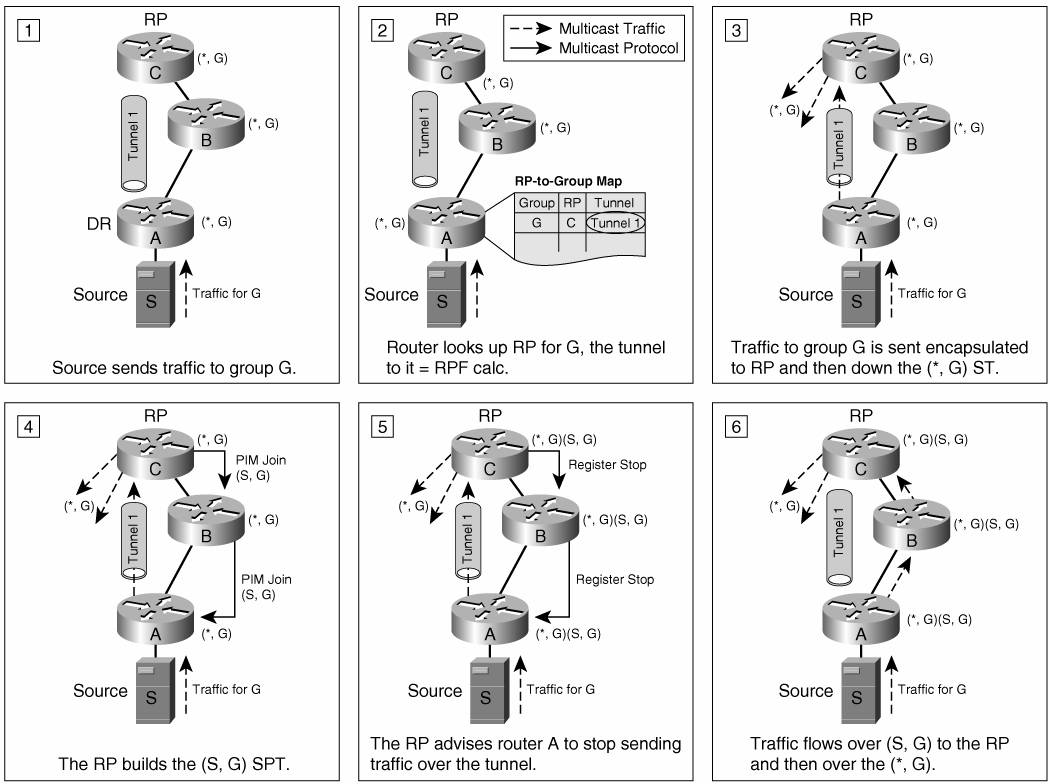 1
RP
C
(*, G)
Tunnel 1
B
(*, G)
DR
A
(*, G)
Source
S
Traffic for G
Source sends traffic to group G.
2
RP
Multicast Traffic
Multicast Protocol
C
(*, G)
Tunnel 1
B
(*, G)
RP-to-Group Map
Group RP Tunnel
G C Tunnel 1
(*, G)
A
Source
S
Traffic for G
Router looks up RP for G, the tunnel
to it = RPF calc.
3
RP
C
(*, G)
(*, G)
Tunnel 1
B
(*, G)
A
(*, G)
Source
S
Traffic for G
Traffic to group G is sent encapsulated
to RP and then down the (*, G) ST.
4
RP
C
(*, G)
PIM Join
(S, G)
(*, G)
Tunnel 1
B
(*, G)
PIM Join
(S, G)
A
(*, G)
Source
S
Traffic for G
The RP builds the (S, G) SPT.
5
RP
C
(*, G)(S, G)
Register Stop
(*, G)
Tunnel 1
B
(*, G)(S, G)
Register Stop
A
(*, G)(S, G)
Source
S
Traffic for G
The RP advises router A to stop sending
traffic over the tunnel.
6
RP
C
(*, G)(S, G)
(*, G)
Tunnel 1
B
(*, G)(S, G)
A
(*, G)(S, G)
Source
S
Traffic for G
Traffic flows over (S, G) to the RP
and then over the (*, G).